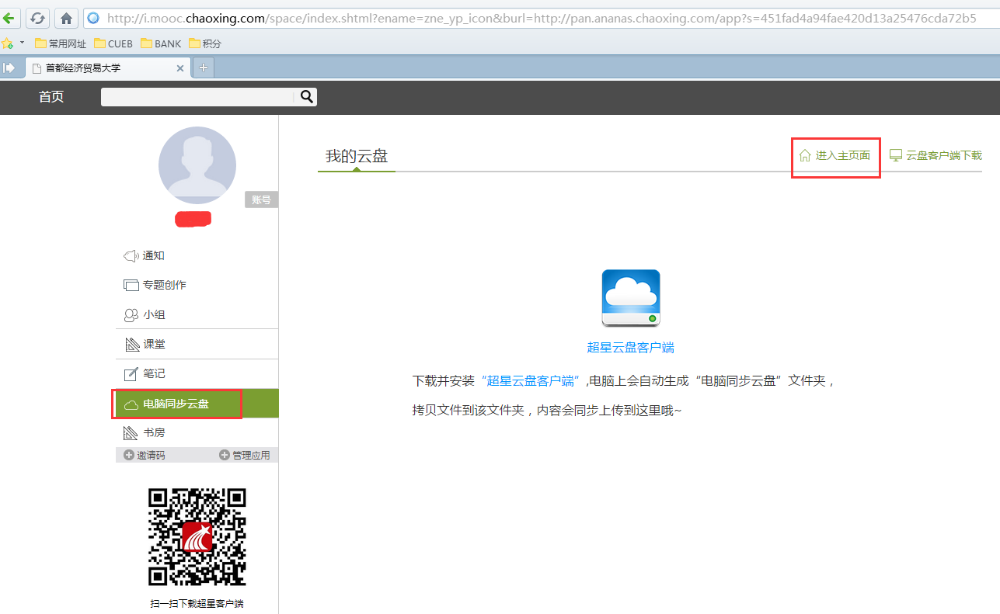 http://i.mooc.chaoxing.com/space/index.shtml?ename=zne_yp_icon&burl=http://pan.ananas.chaoxing.com/app?s=451fad4a94fae420d13a25476cda72b5
常用网址 CUEB BANK 积分
首都经济贸易大学
首页
我的云盘 进入主页面 云盘客户端下载
账号
通知
专题创作
小组
课堂
笔记
电脑同步云盘
书房
邀请码 管理应用
扫一扫下载超星客户端
超星云盘客户端
下载并安装“超星云盘客户端”,电脑上会自动生成“电脑同步云盘”文件夹，
拷贝文件到该文件夹，内容会同步上传到这里哦~